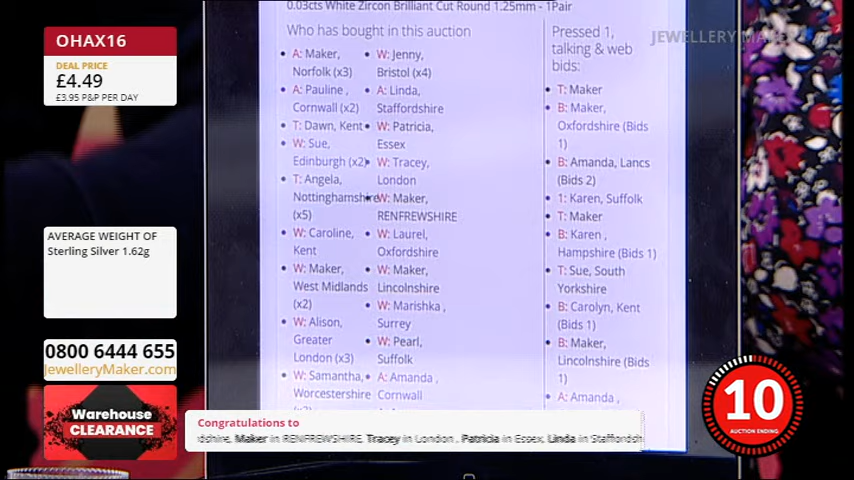 OHAX16
DEAL PRICE
£4.49
£3.95 P&P PER DAY
AVERAGE WEIGHT OF
Sterling Silver 1.62g
0800 6444 655
JewelleryMaker.com
Warehouse
CLEARANCE
0.03cts White Zircon Brilliant Cut Round 1.25mm - 1Pair
Who has bought in this auction
A: Maker,
Norfolk (x3)
A: Pauline ,
Cornwall (x2)
T: Dawn, Kent
W: Sue,
Edinburgh (x2)
T: Angela,
Nottinghamshire
(x5)
W: Caroline,
Kent
W: Maker,
West Midlands
(x2)
W: Alison,
Greater
London (x3)
W: Samantha,
Worcestershire
W: Jenny,
Bristol (x4)
A: Linda,
Staffordshire
W: Patricia,
Essex
W: Tracey,
London
W: Maker,
RENFREWSHIRE
W: Laurel,
Oxfordshire
W: Maker,
Lincolnshire
W: Marishka ,
Surrey
W: Pearl,
Suffolk
A: Amanda ,
Cornwall
Pressed 1,
talking & web
bids:
T: Maker
B: Maker,
Oxfordshire (Bids
1)
B: Amanda, Lancs
(Bids 2)
1: Karen, Suffolk
T: Maker
B: Karen ,
Hampshire (Bids 1)
T: Sue, South
Yorkshire
B: Carolyn, Kent
(Bids 1)
B: Maker,
Lincolnshire (Bids
1)
A: Amanda ,
JEWELLERY
10
AUCTION ENDING
Congratulations to
dshire, Maker in RENFREWSHIRE, Tracey in London , Patricia in Essex, Linda in Staffordsh